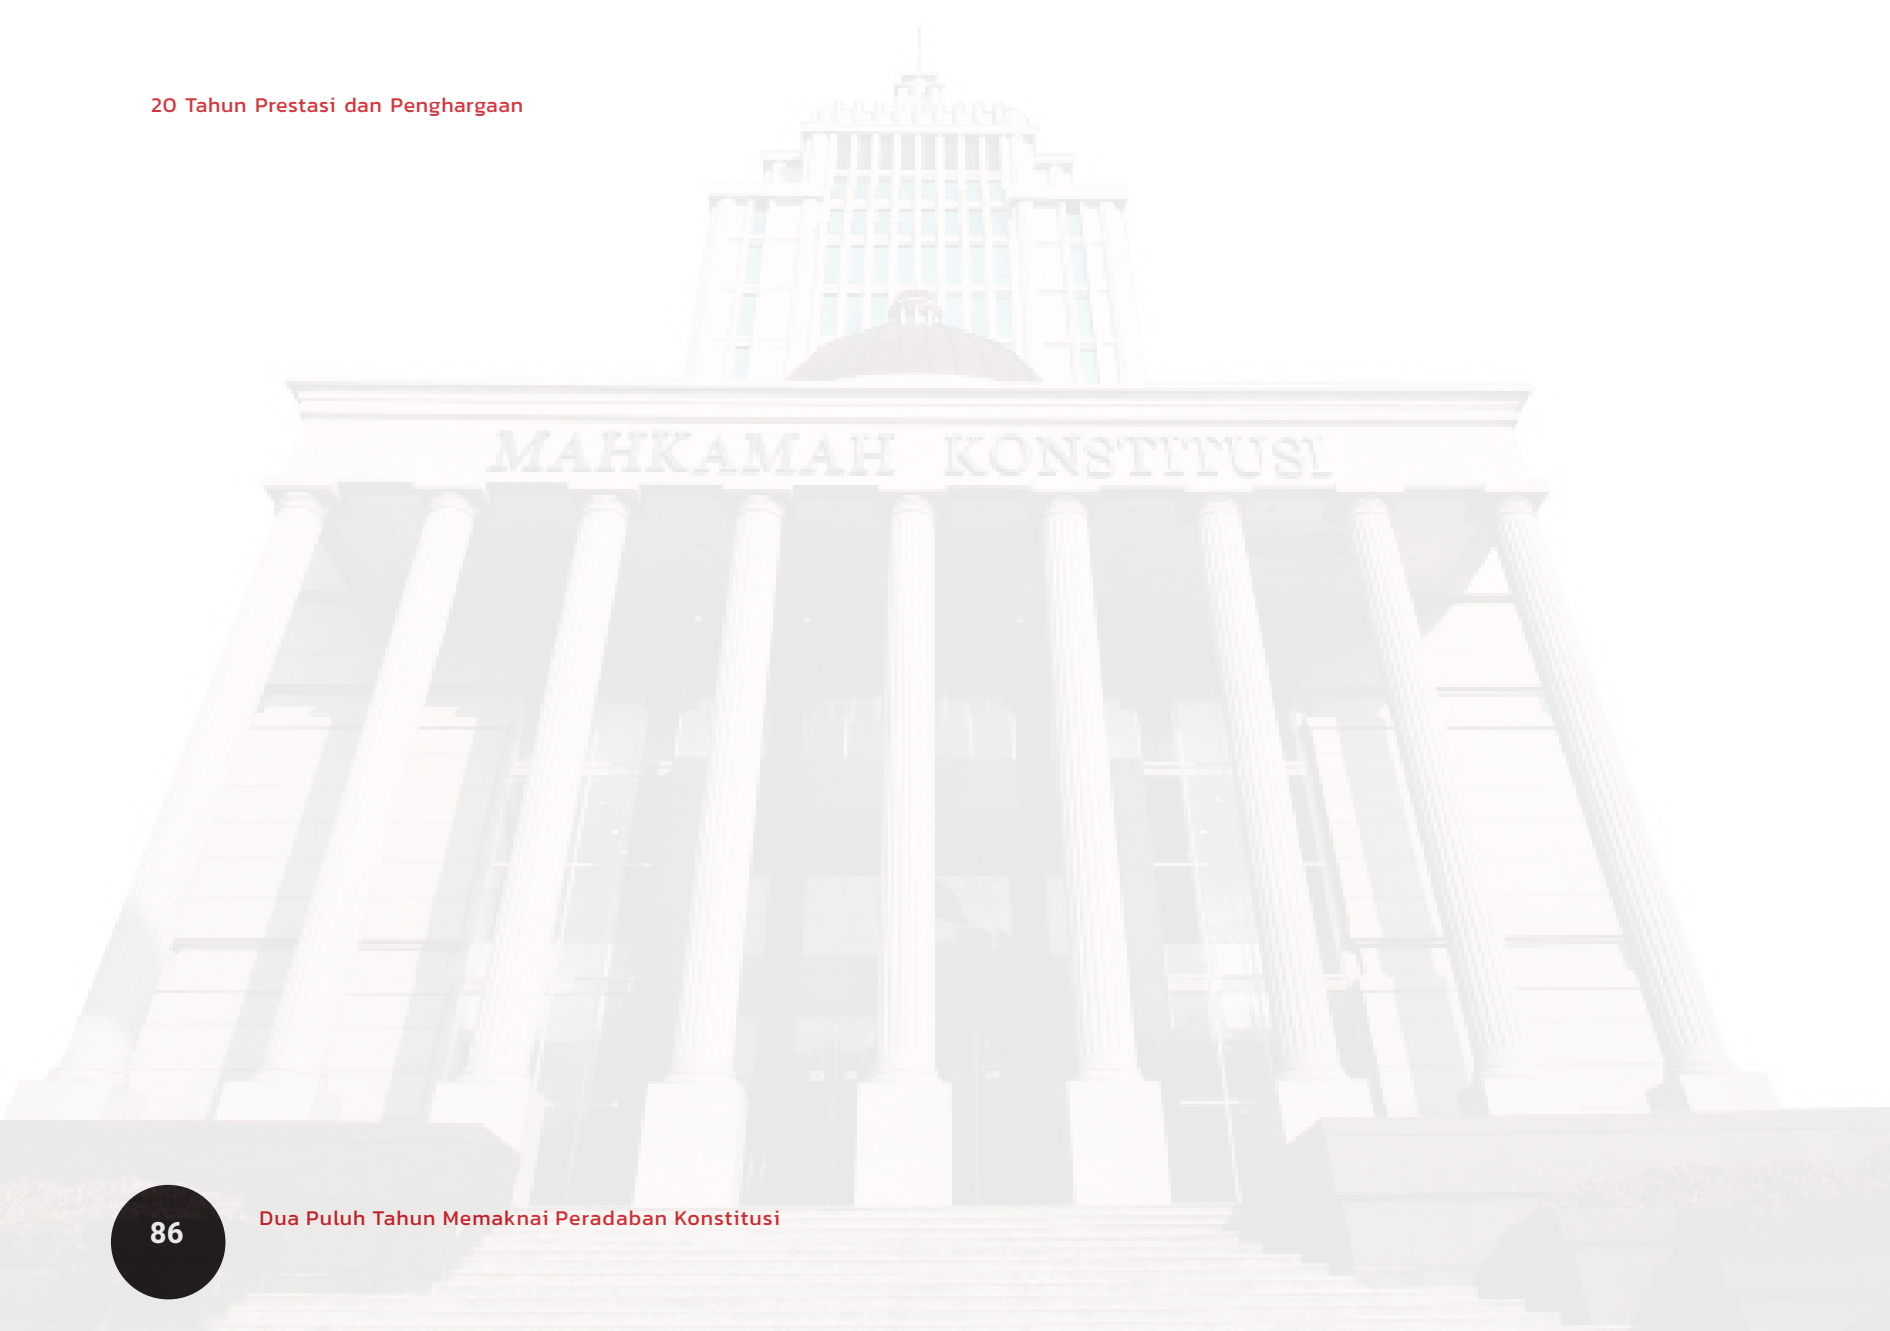 20 Tahun Prestasi dan Penghargaan
MAHKAMAH KONSTITUSI
86
Dua Puluh Tahun Memaknai Peradaban Konstitusi